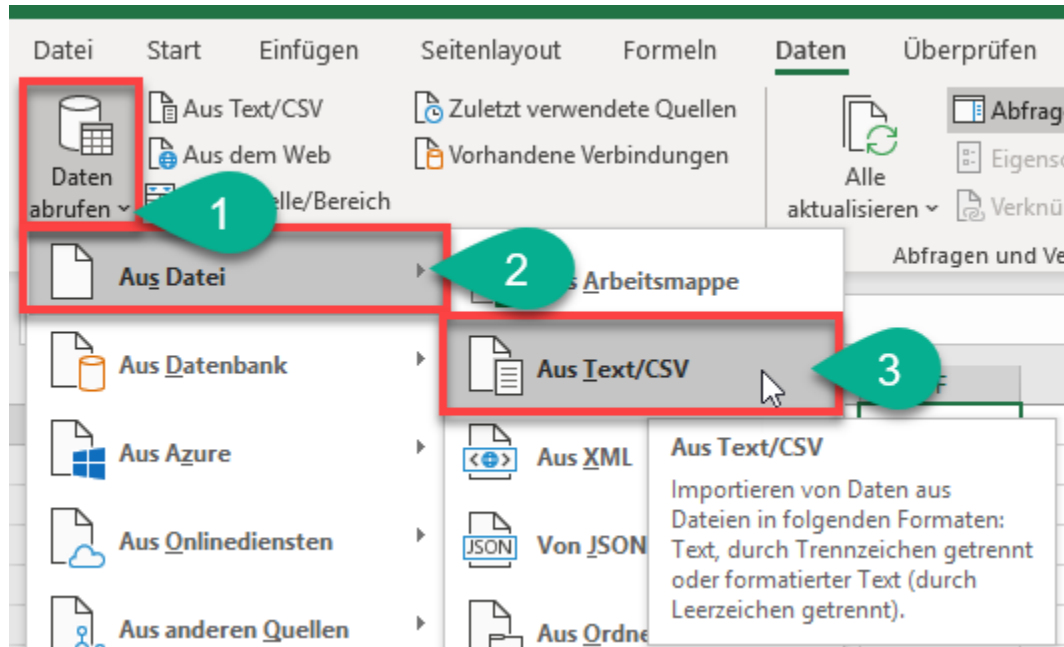 Datei Start Einfügen Seitenlayout Formeln Daten Überprüfen
Daten
abrufen
Aus Text/CSV
Aus dem Web
elle/Bereich
Zuletzt verwendete Quellen
Vorhandene Verbindungen
Alle
aktualisieren
Abfrag
Eigens
Verknü
Abfragen und Ve
1
Aus Datei
2
Arbeitsmappe
Aus Datenbank
Aus Text/CSV
3
F
Aus Azure
Aus XML
Aus Onlinediensten
JSON
Von JSON
Aus anderen Quellen
Aus Ordne
Aus Text/CSV
Importieren von Daten aus
Dateien in folgenden Formaten:
Text, durch Trennzeichen getrennt
oder formatierter Text (durch
Leerzeichen getrennt).